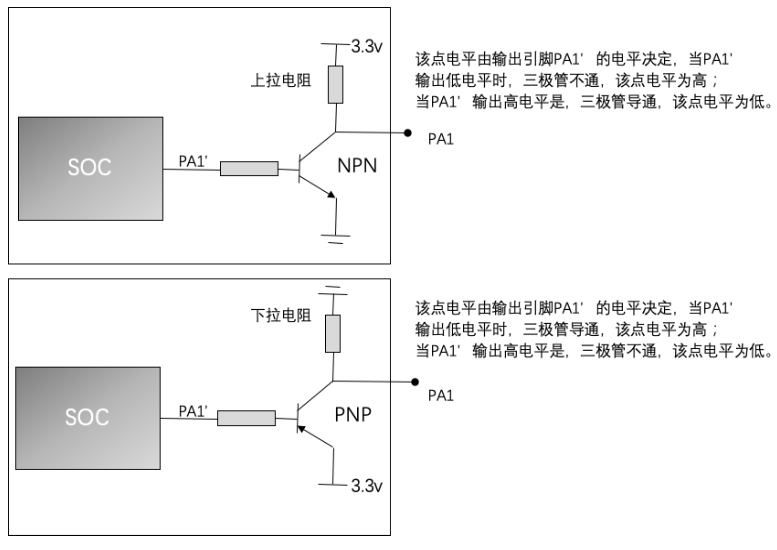 3.3v
上拉电阻
SOC
PA1'
NPN
PA1
该点电平由输出引脚PA1’ 的电平决定，当PA1’
输出低电平时，三极管不通，该点电平为高；
当PA1’ 输出高电平是，三极管导通，该点电平为低。
下拉电阻
SOC
PA1'
PNP
PA1
3.3v
该点电平由输出引脚PA1’ 的电平决定，当PA1’
输出低电平时，三极管导通，该点电平为高；
当PA1’ 输出高电平是，三极管不通，该点电平为低。